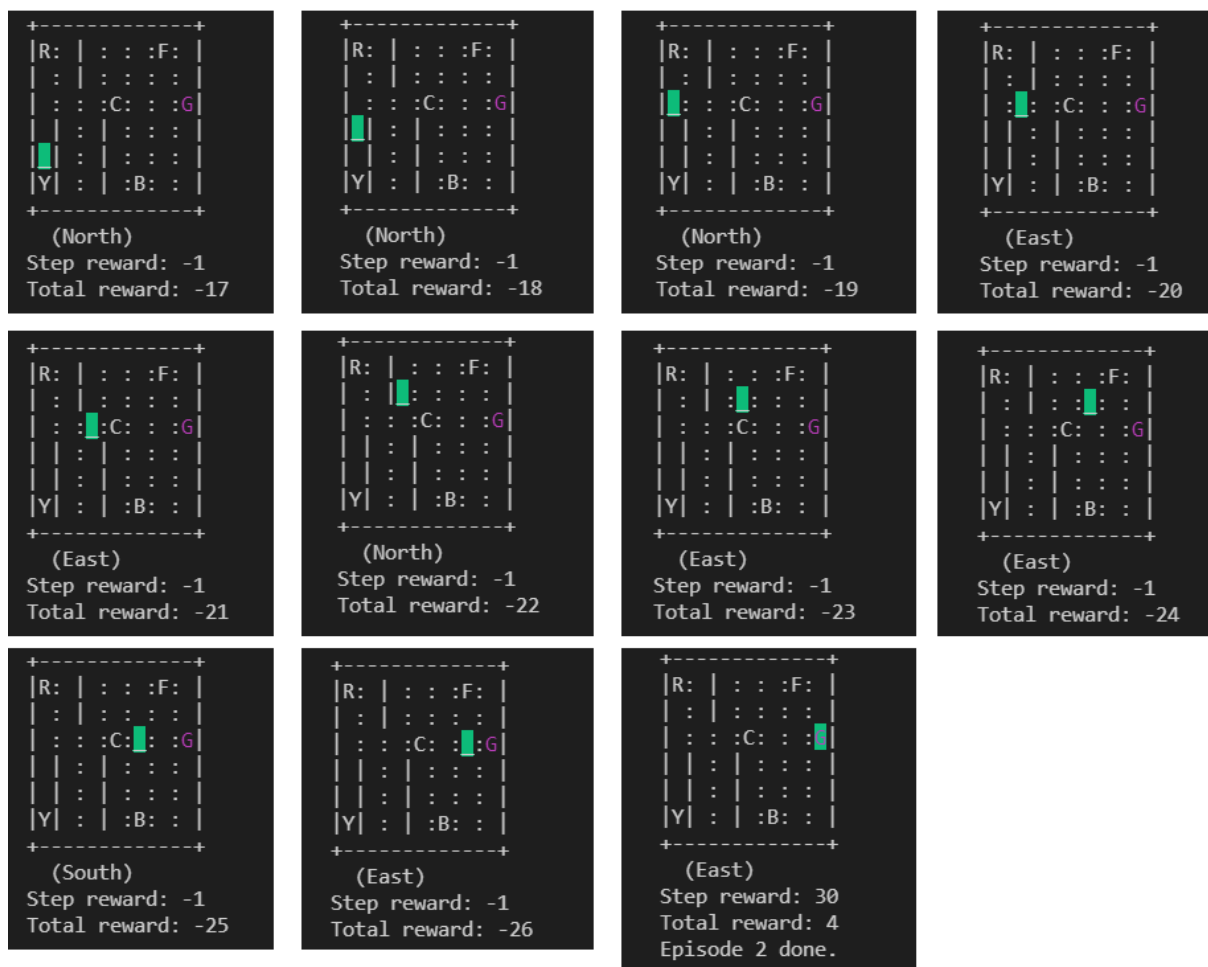 +-------------+
|R: | : : :F: |
| : | : : : : |
| : : :C: : :G|
| | : | : : : |
|_| : | : : : |
|Y| : | :B: : |
+-------------+
(North)
Step reward: -1
Total reward: -17
+-------------+
|R: | : : :F: |
| : | : : : : |
| : : :C: : :G|
|_| : | : : : |
| | : | : : : |
|Y| : | :B: : |
+-------------+
(North)
Step reward: -1
Total reward: -18
+-------------+
|R: | : : :F: |
| : | : : : : |
|_: : :C: : :G|
| | : | : : : |
| | : | : : : |
|Y| : | :B: : |
+-------------+
(North)
Step reward: -1
Total reward: -19
+-------------+
|R: | : : :F: |
| : | : : : : |
| :_: :C: : :G|
| | : | : : : |
| | : | : : : |
|Y| : | :B: : |
+-------------+
(East)
Step reward: -1
Total reward: -20
+-------------+
|R: | : : :F: |
| : | : : : : |
| : :_:C: : :G|
| | : | : : : |
| | : | : : : |
|Y| : | :B: : |
+-------------+
(East)
Step reward: -1
Total reward: -21
+-------------+
|R: | : : :F: |
| : |_: : : : |
| : : :C: : :G|
| | : | : : : |
| | : | : : : |
|Y| : | :B: : |
+-------------+
(North)
Step reward: -1
Total reward: -22
+-------------+
|R: | : : :F: |
| : | :_: : : |
| : : :C: : :G|
| | : | : : : |
| | : | : : : |
|Y| : | :B: : |
+-------------+
(East)
Step reward: -1
Total reward: -23
+-------------+
|R: | : : :F: |
| : | : :_: : |
| : : :C: : :G|
| | : | : : : |
| | : | : : : |
|Y| : | :B: : |
+-------------+
(East)
Step reward: -1
Total reward: -24
+-------------+
|R: | : : :F: |
| : | : : : : |
| : : :C:_: :G|
| | : | : : : |
| | : | : : : |
|Y| : | :B: : |
+-------------+
(South)
Step reward: -1
Total reward: -25
+-------------+
|R: | : : :F: |
| : | : : : : |
| : : :C: :_:G|
| | : | : : : |
| | : | : : : |
|Y| : | :B: : |
+-------------+
(East)
Step reward: -1
Total reward: -26
+-------------+
|R: | : : :F: |
| : | : : : : |
| : : :C: : :G|
| | : | : : : |
| | : | : : : |
|Y| : | :B: : |
+-------------+
(East)
Step reward: 30
Total reward: 4
Episode 2 done.